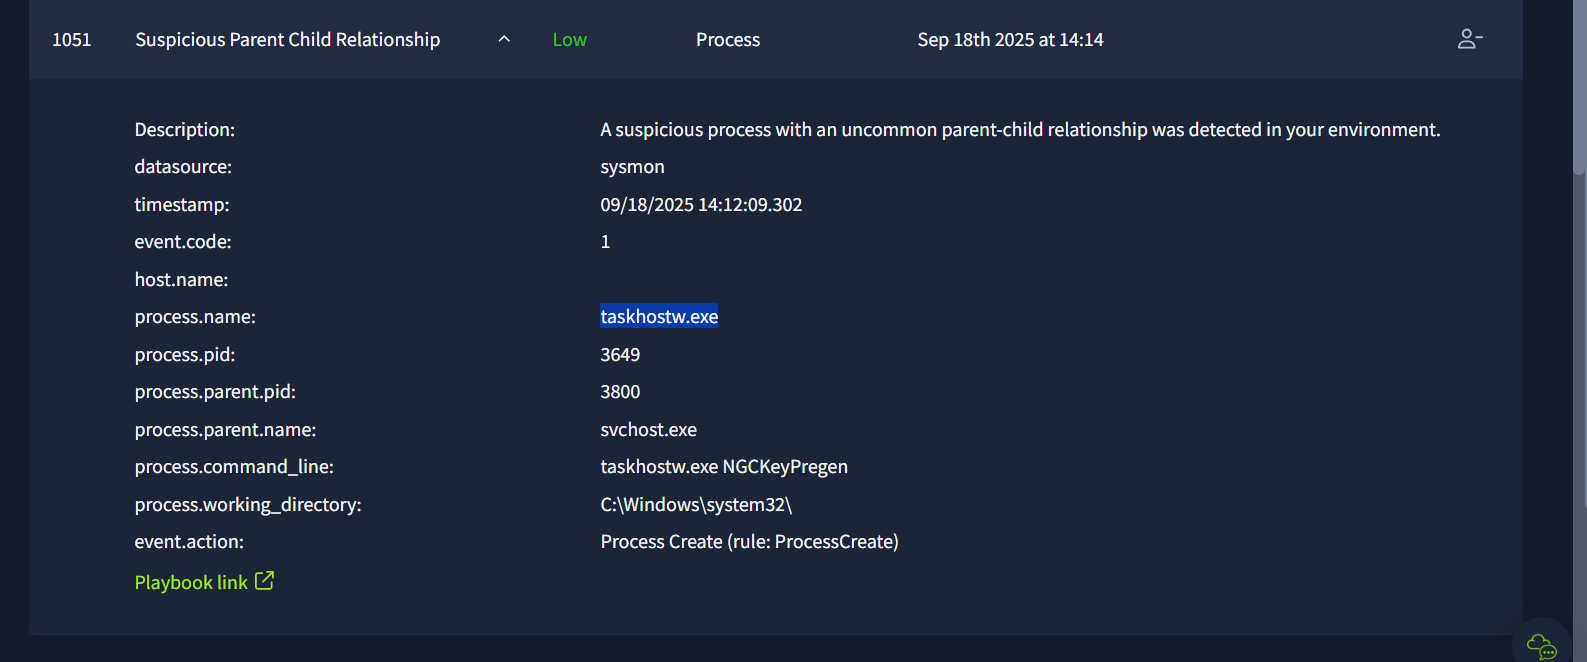 1051 Suspicious Parent Child Relationship Low Process Sep 18th 2025 at 14:14
Description: A suspicious process with an uncommon parent-child relationship was detected in your environment.
datasource: sysmon
timestamp: 09/18/2025 14:12:09.302
event.code: 1
host.name:
process.name: taskhostw.exe
process.pid: 3649
process.parent.pid: 3800
process.parent.name: svchost.exe
process.command_line: taskhostw.exe NGCKeyPregen
process.working_directory: C:\Windows\system32\
event.action: Process Create (rule: ProcessCreate)
Playbook link